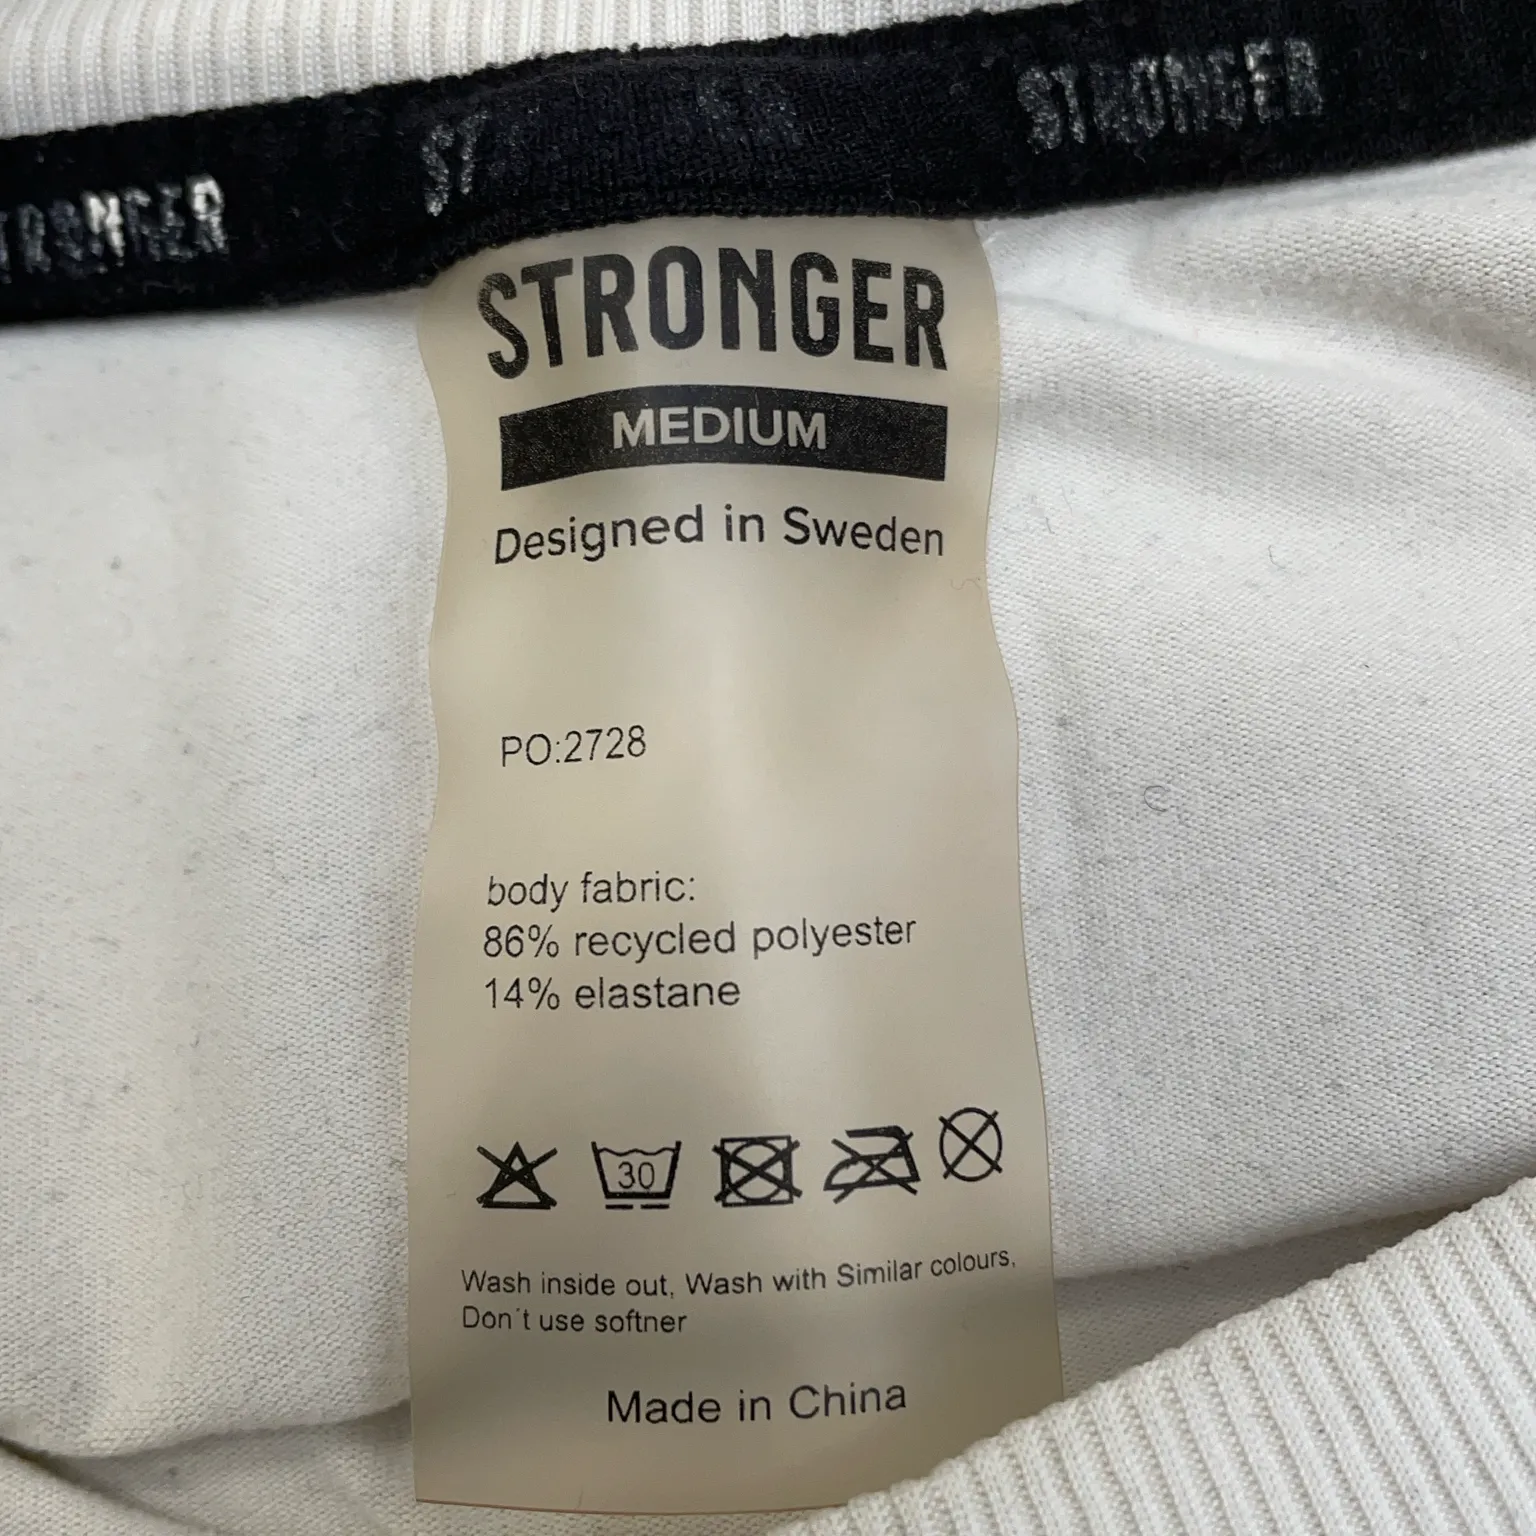 STRONGER
STRONGER
STRONGER
MEDIUM
Designed in Sweden
PO:2728
body fabric:
86% recycled polyester
14% elastane
30
Wash inside out, Wash with Similar colours,
Don´t use softner
Made in China